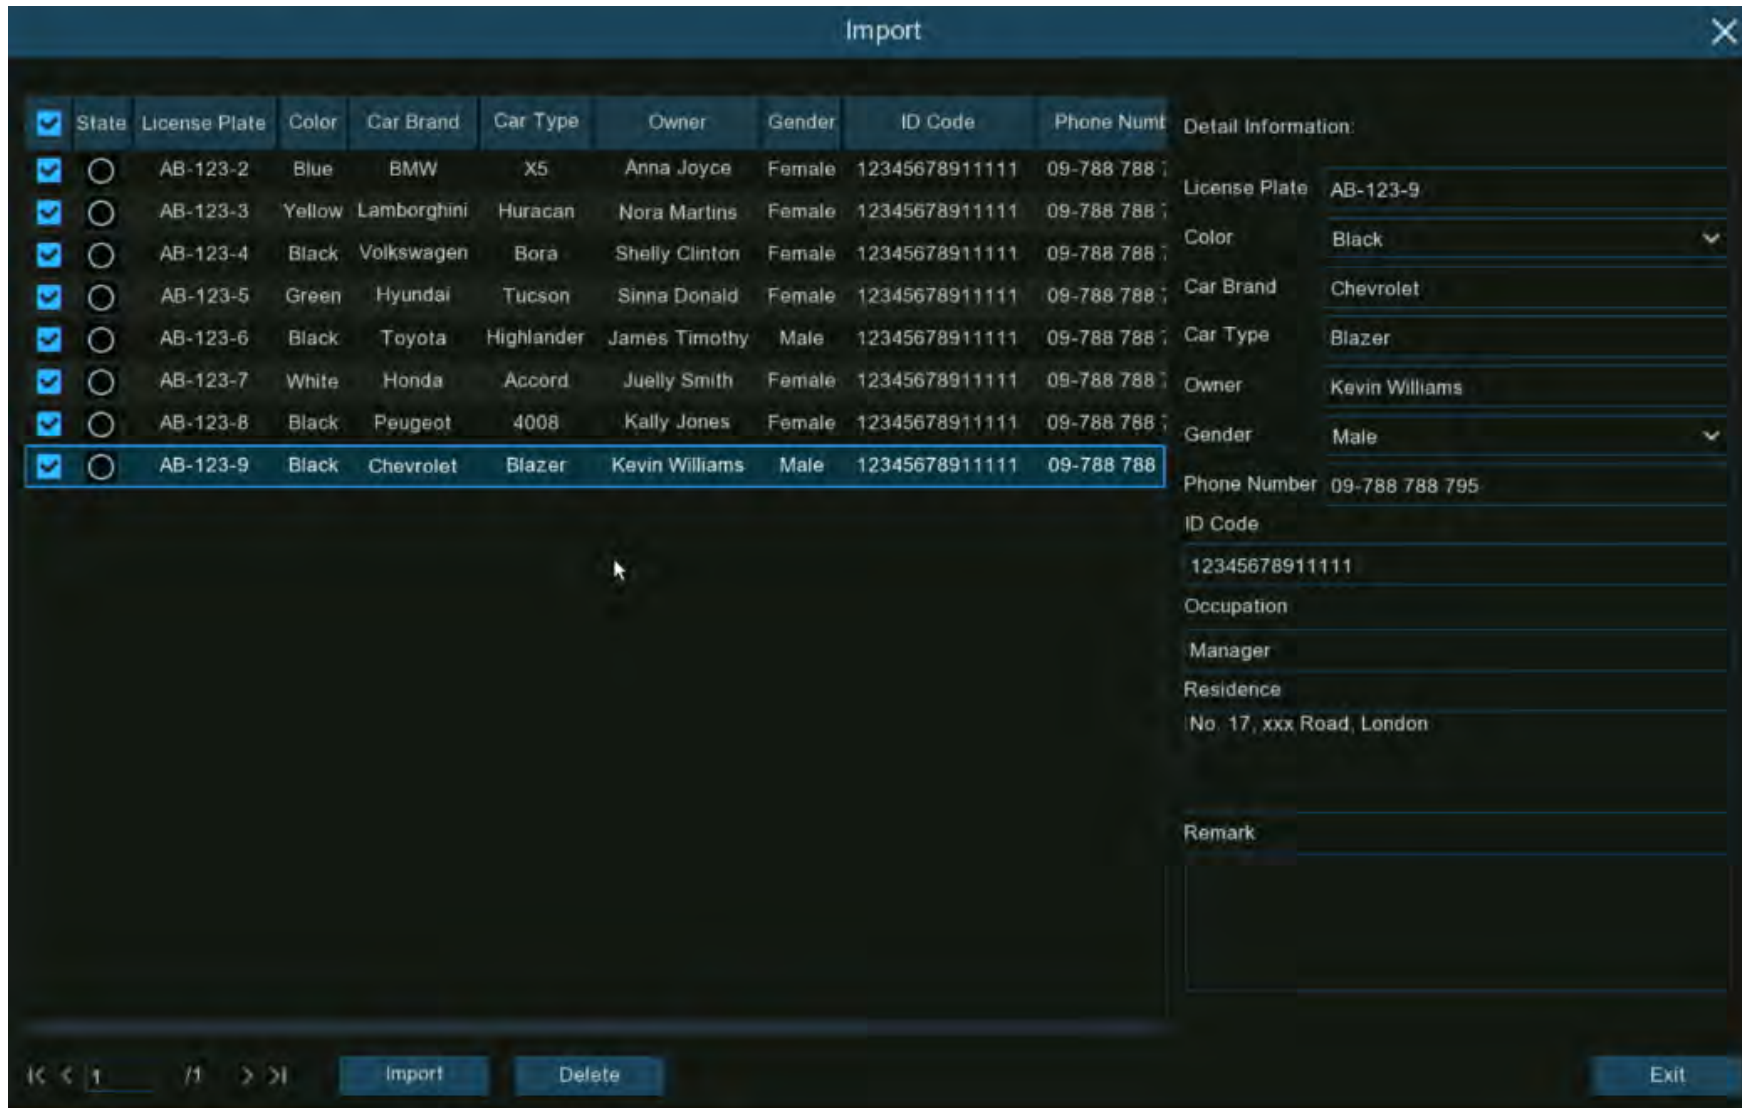 Import
State License Plate Color Car Brand Car Type Owner Gender ID Code Phone Numt
AB-123-2 Blue BMW X5 Anna Joyce Female 12345678911111 09-788 788
AB-123-3 Yellow Lamborghini Huracan Nora Martins Female 12345678911111 09-788 788
AB-123-4 Black Volkswagen Bora Shelly Clinton Female 12345678911111 09-788 788
AB-123-5 Green Hyundai Tucson Sinna Donald Female 12345678911111 09-788 788
AB-123-6 Black Toyota Highlander James Timothy Male 12345678911111 09-788 788
AB-123-7 White Honda Accord Juelly Smith Female 12345678911111 09-788 788
AB-123-8 Black Peugeot 4008 Kally Jones Female 12345678911111 09-788 788
AB-123-9 Black Chevrolet Blazer Kevin Williams Male 12345678911111 09-788 788
Detail Information:
License Plate AB-123-9
Color Black
Car Brand Chevrolet
Car Type Blazer
Owner Kevin Williams
Gender Male
Phone Number 09-788 788 795
ID Code
12345678911111
Occupation
Manager
Residence
No. 17, xxx Road, London
Remark
1 /1 Import Delete Exit